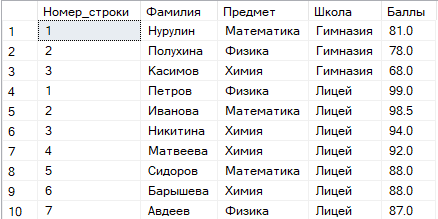 Номер_строки Фамилия Предмет Школа Баллы
1 1 Нурулин Математика Гимназия 81.0
2 2 Полухина Физика Гимназия 78.0
3 3 Касимов Химия Гимназия 68.0
4 1 Петров Физика Лицей 99.0
5 2 Иванова Математика Лицей 98.5
6 3 Никитина Химия Лицей 94.0
7 4 Матвеева Химия Лицей 92.0
8 5 Сидоров Математика Лицей 88.0
9 6 Барышева Химия Лицей 88.0
10 7 Авдеев Физика Лицей 87.0